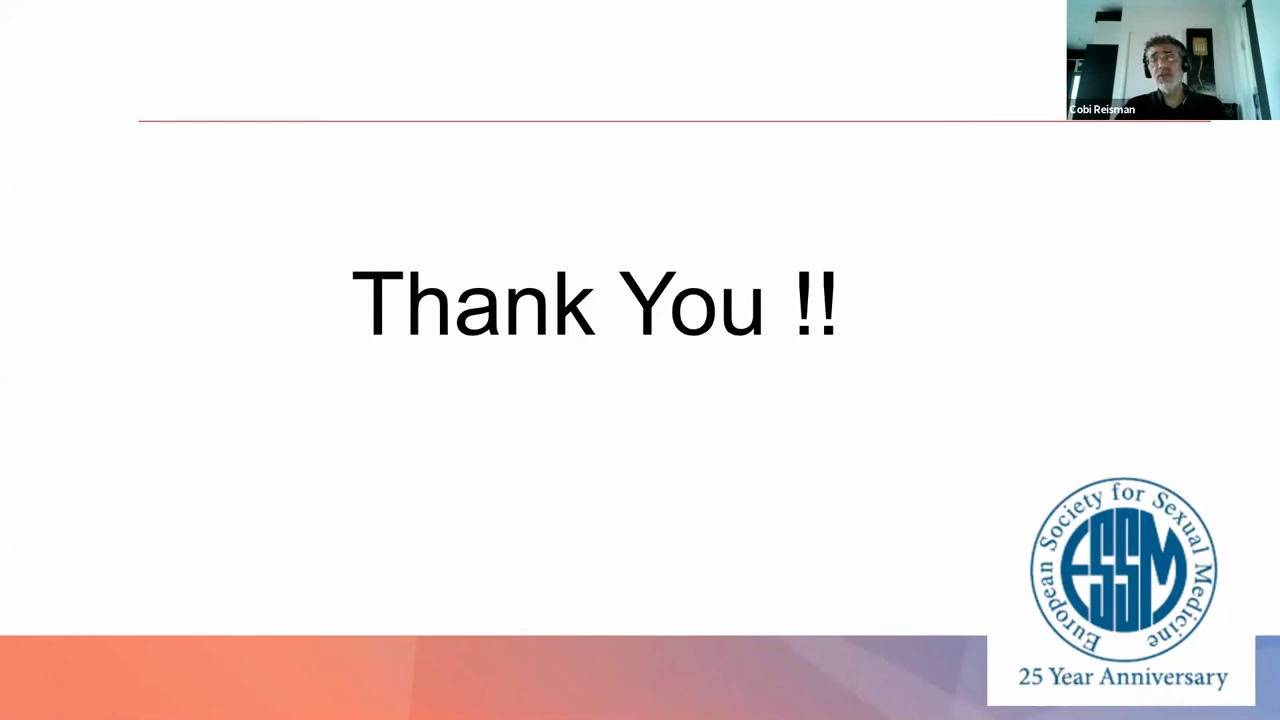 Cobi Reisman
Thank You !!
European Society for Sexual Medicine
ESSM
25 Year Anniversary